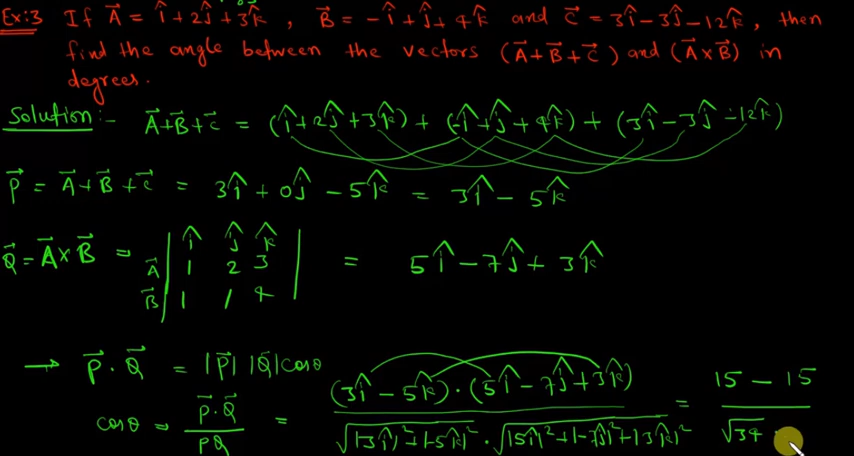 Ex:3 If A⃗ = î + 2ĵ + 3k̂ , B⃗ = -î + ĵ + 4k̂ and C⃗ = 3î - 3ĵ - 12k̂ , then
find the angle between the vectors (A⃗ + B⃗ + C⃗) and (A⃗ × B⃗) in
degrees.
Solution :- A⃗ + B⃗ + C⃗ = (î + 2ĵ + 3k̂) + (-î + ĵ + 4k̂) + (3î - 3ĵ - 12k̂)
P⃗ = A⃗ + B⃗ + C⃗ = 3î + 0ĵ - 5k̂ = 3î - 5k̂
Q⃗ = A⃗ × B⃗ = | î ĵ k̂ |
A⃗ | 1 2 3 | = 5î - 7ĵ + 3k̂
B⃗ | 1 1 4 |
→ P⃗ · Q⃗ = |P⃗| |Q⃗| cosθ
cosθ = P⃗ · Q⃗ / PQ = (3î - 5k̂) · (5î - 7ĵ + 3k̂) / √(3î)² + (-5k̂)² · √(5î)² + (-7ĵ)² + (3k̂)² = 15 - 15 / √34 ·